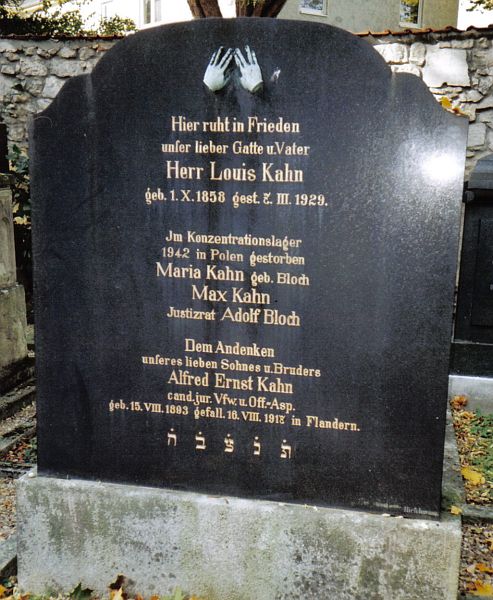 Hier ruht in Frieden
unser lieber Gatte u. Vater
Herr Louis Kahn
geb. 1. X. 1858 gest. 7. III. 1929.
Jm Konzentrationslager
1942 in Polen gestorben
Maria Kahn geb. Bloch
Max Kahn
Justizrat Adolf Bloch
Dem Andenken
unseres lieben Sohnes u. Bruders
Alfred Ernst Kahn
cand. jur. Vfw. u. Off.-Asp.
geb. 15. VIII. 1893 gefall. 16. VIII. 1917 in Flandern.
ת נ צ ב ה